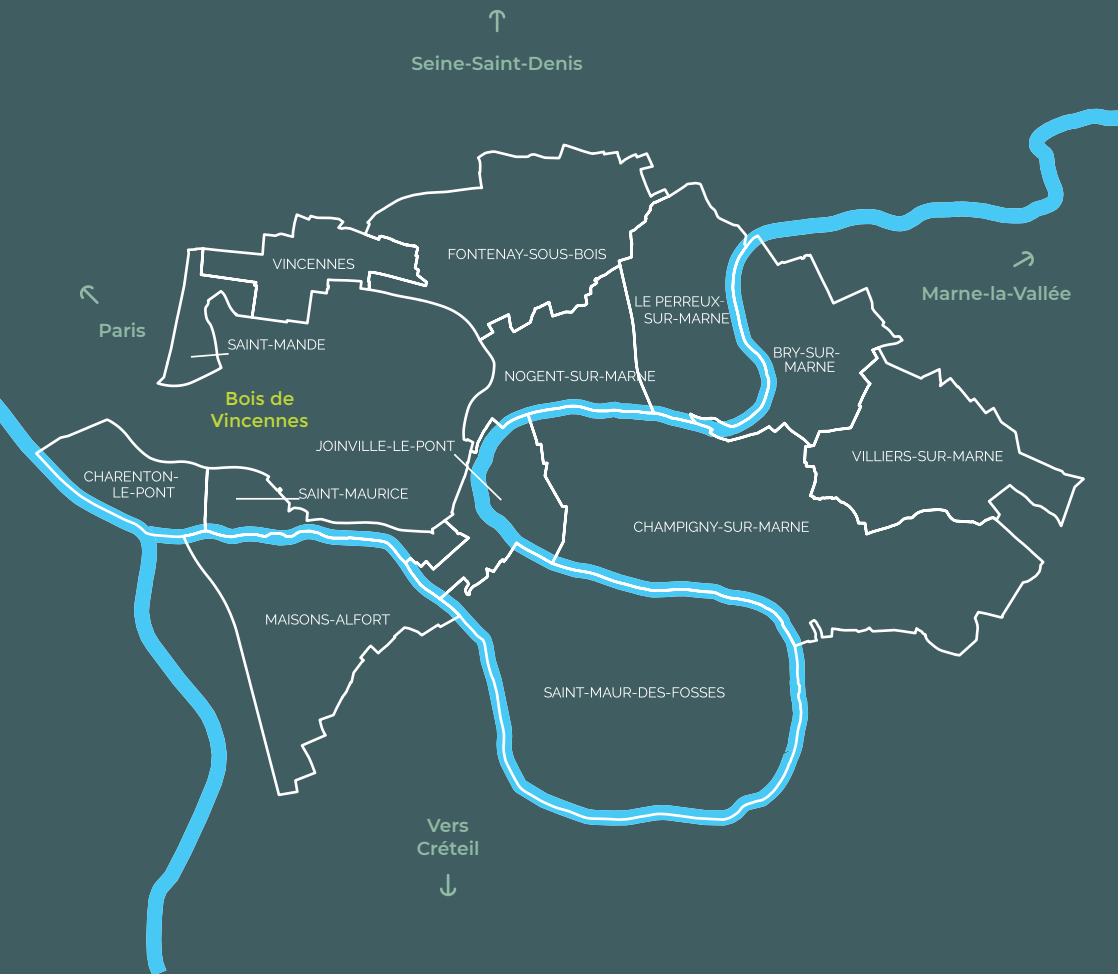 Seine-Saint-Denis
FONTENAY-SOUS-BOIS
VINCENNES
Marne-la-Vallée
LE PERREUX-
SUR-MARNE
Paris
SAINT-MANDE
BRY-SUR-
MARNE
NOGENT-SUR-MARNE
Bois de
Vincennes
JOINVILLE-LE-PONT
VILLIERS-SUR-MARNE
CHARENTON-
LE-PONT
SAINT-MAURICE
CHAMPIGNY-SUR-MARNE
MAISONS-ALFORT
SAINT-MAUR-DES-FOSSES
Vers
Créteil